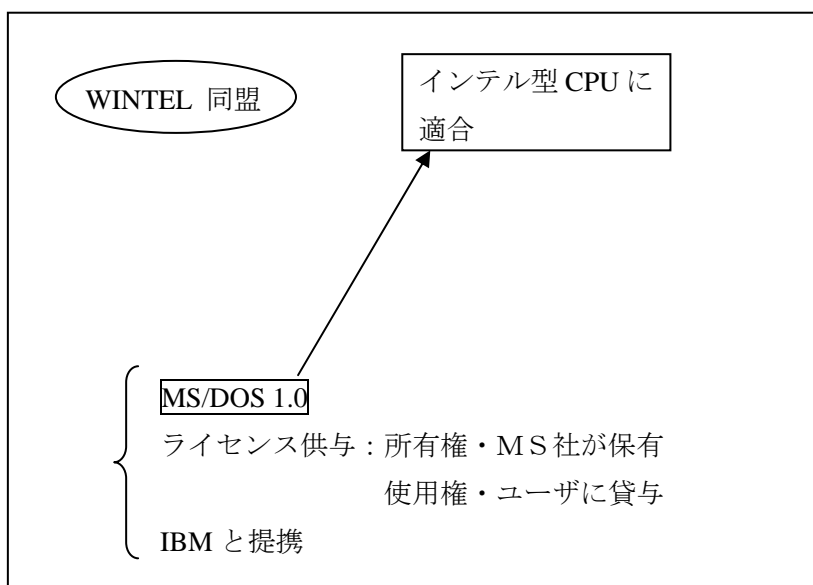 WINTEL 同盟
インテル型 CPU に
適合
MS/DOS 1.0
ライセンス供与：所有権・ＭＳ社が保有
使用権・ユーザに貸与
IBM と提携